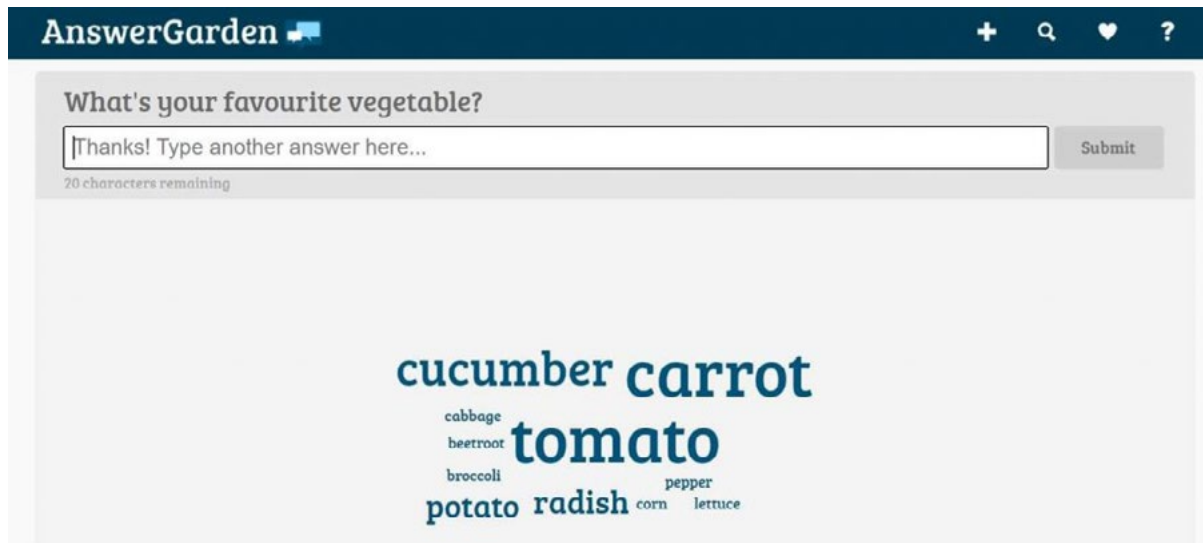 AnswerGarden
What's your favourite vegetable?
Thanks! Type another answer here...
Submit
20 characters remaining
cucumber carrot
cabbage
beetroot tomato
broccoli
pepper
potato radish corn lettuce